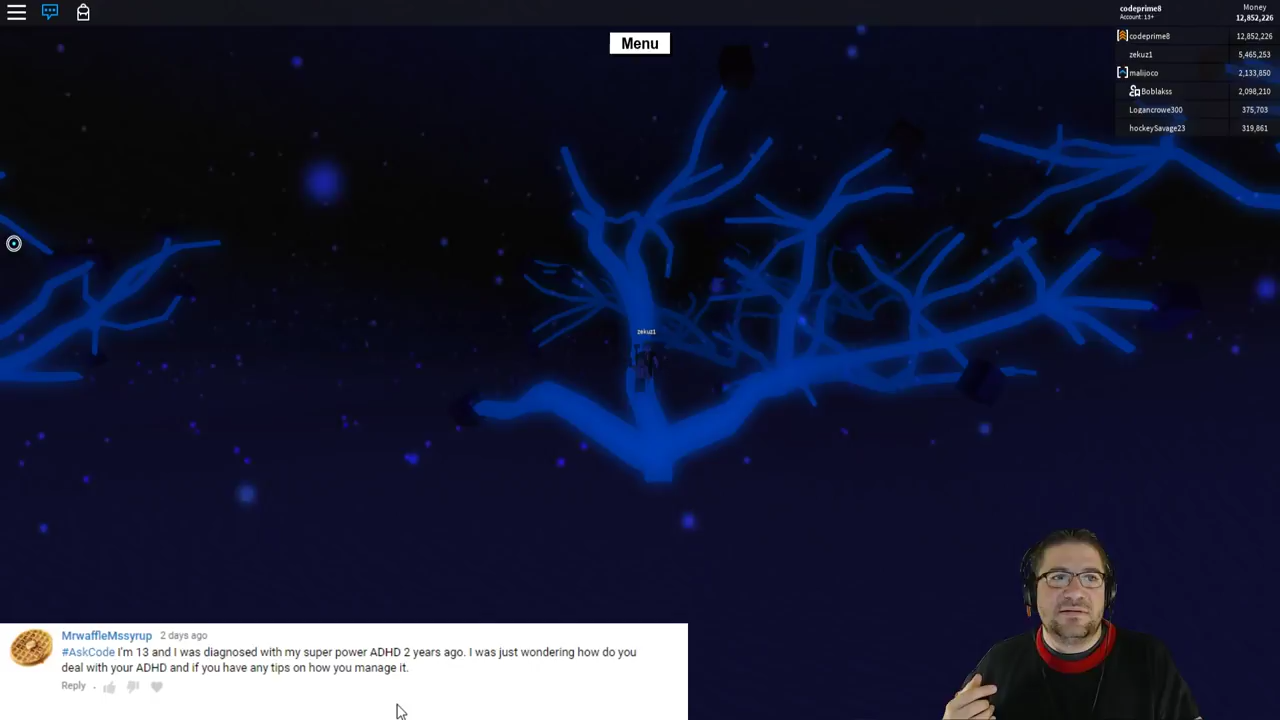 Menu
codeprime8
Account: 13+
Money
12,852,226
codeprime8 12,852,226
zekuz1 5,465,253
malijoco 2,133,850
Boblakss 2,098,210
Logancrowe300 375,703
hockeySavage23 319,861
zekuz1
MrwaffleMssyrup 2 days ago
#AskCode I'm 13 and I was diagnosed with my super power ADHD 2 years ago. I was just wondering how do you
deal with your ADHD and if you have any tips on how you manage it.
Reply